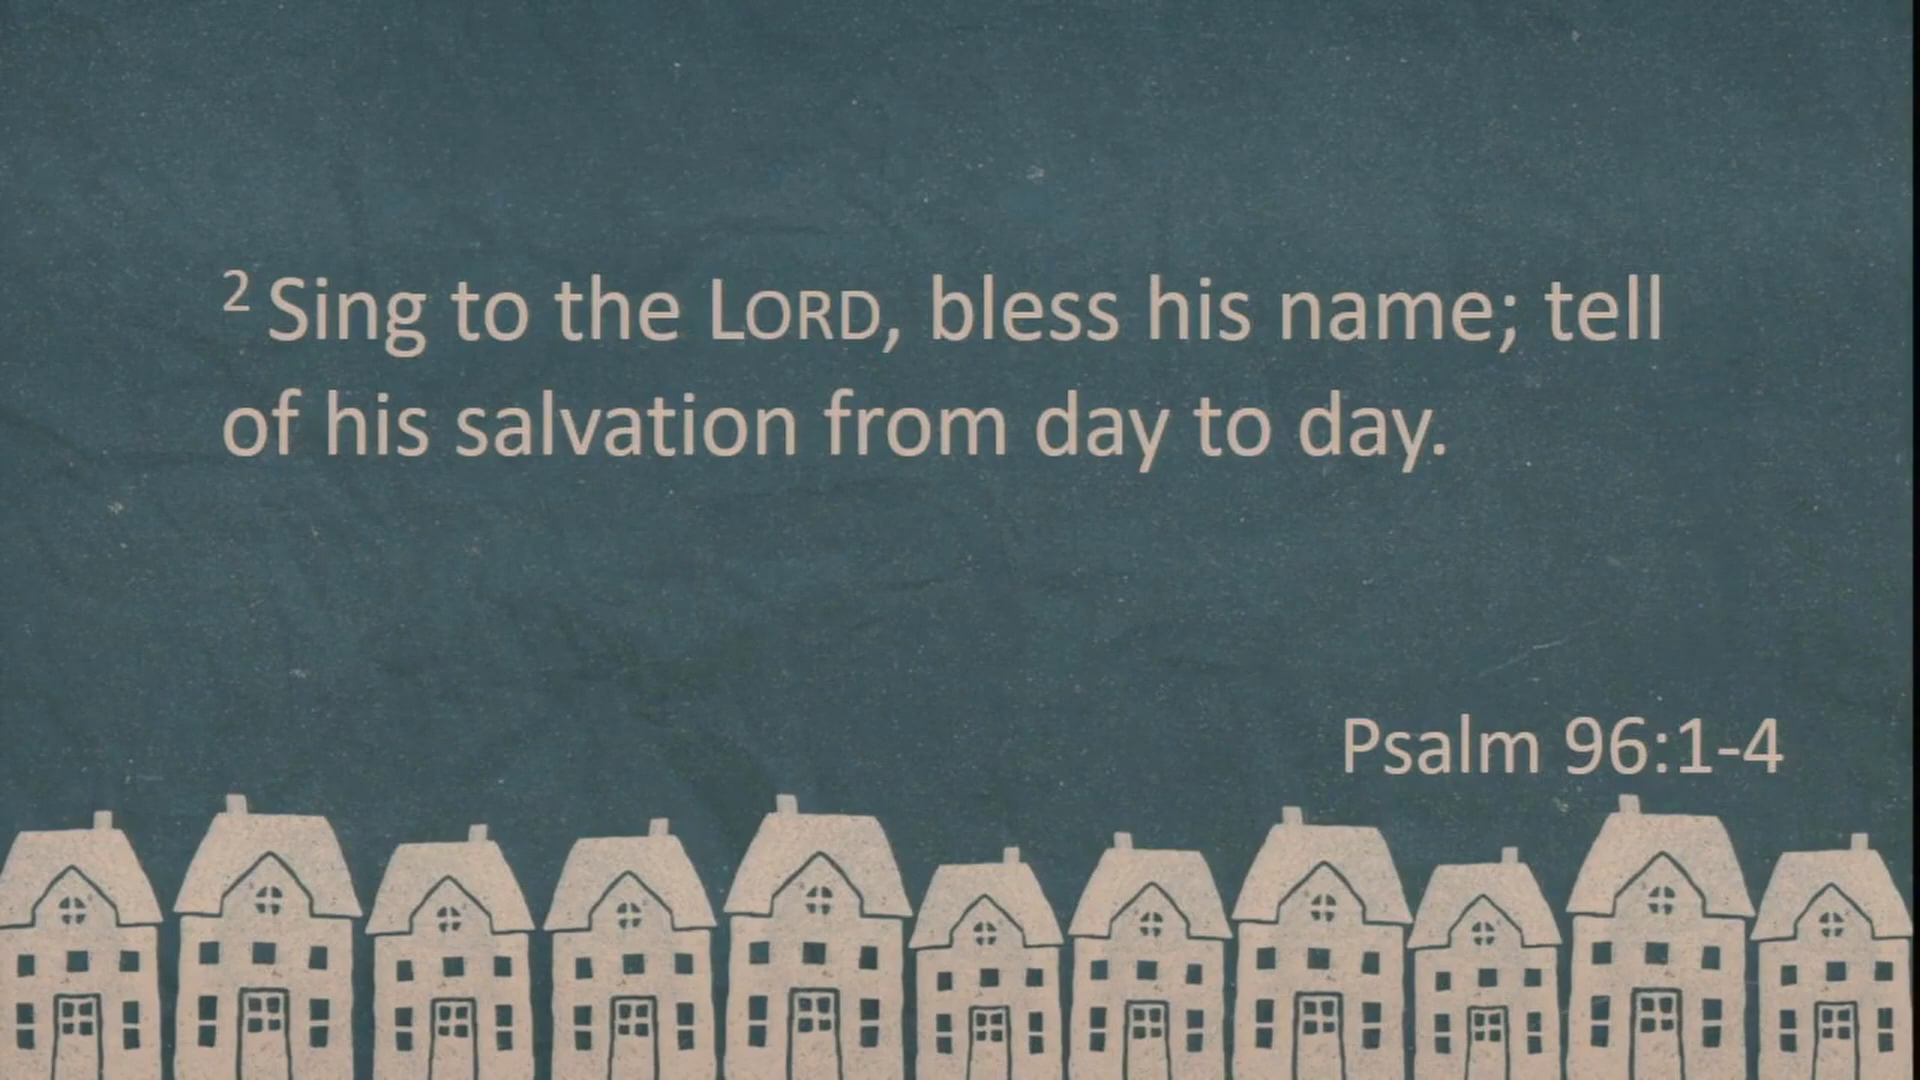 2 Sing to the LORD, bless his name; tell
of his salvation from day to day.
Psalm 96:1-4